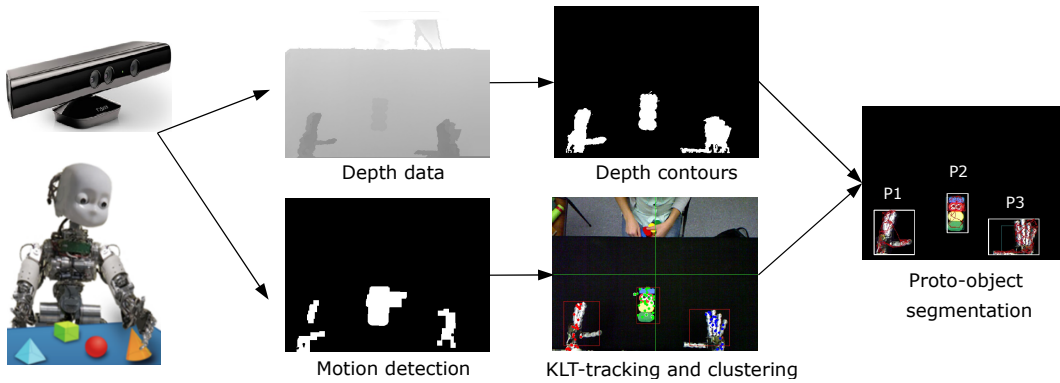 Depth data
Depth contours
Motion detection
KLT-tracking and clustering
P1
P2
P3
Proto-object
segmentation